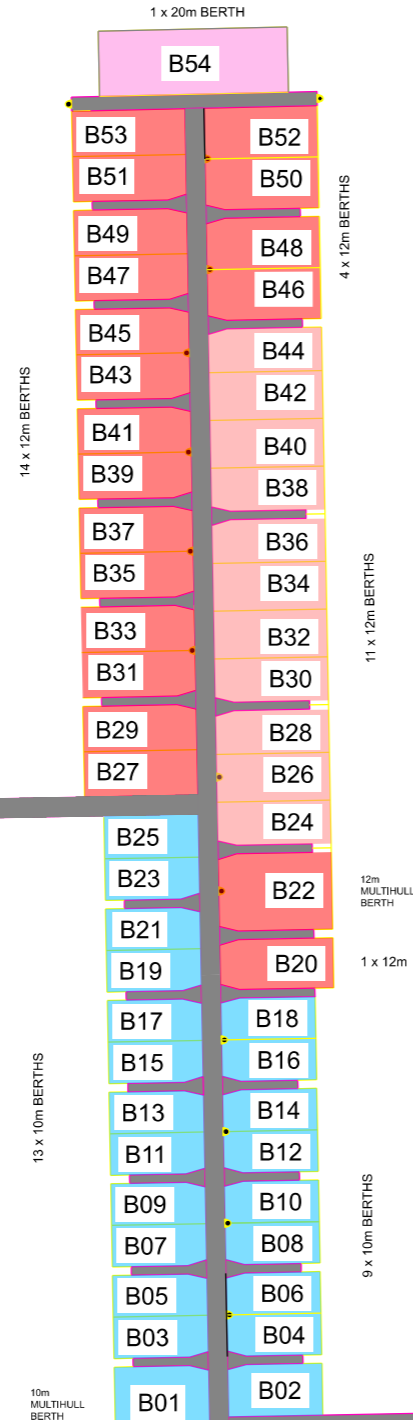 1 x 20m BERTH
B54
B53
B52
B51
B50
B49
B48
B47
B46
4 x 12m BERTHS
B45
B44
B43
B42
14 x 12m BERTHS
B41
B40
B39
B38
B37
B36
B35
B34
11 x 12m BERTHS
B33
B32
B31
B30
B29
B28
B27
B26
B25
B24
B23
B22
12m
MULTIHULL
BERTH
B21
B20
1 x 12m
B19
B18
B17
B16
B15
13 x 10m BERTHS
B14
B13
B12
B11
B10
B09
B08
B07
9 x 10m BERTHS
B06
B05
B04
B03
B02
B01
10m
MULTIHULL
BERTH